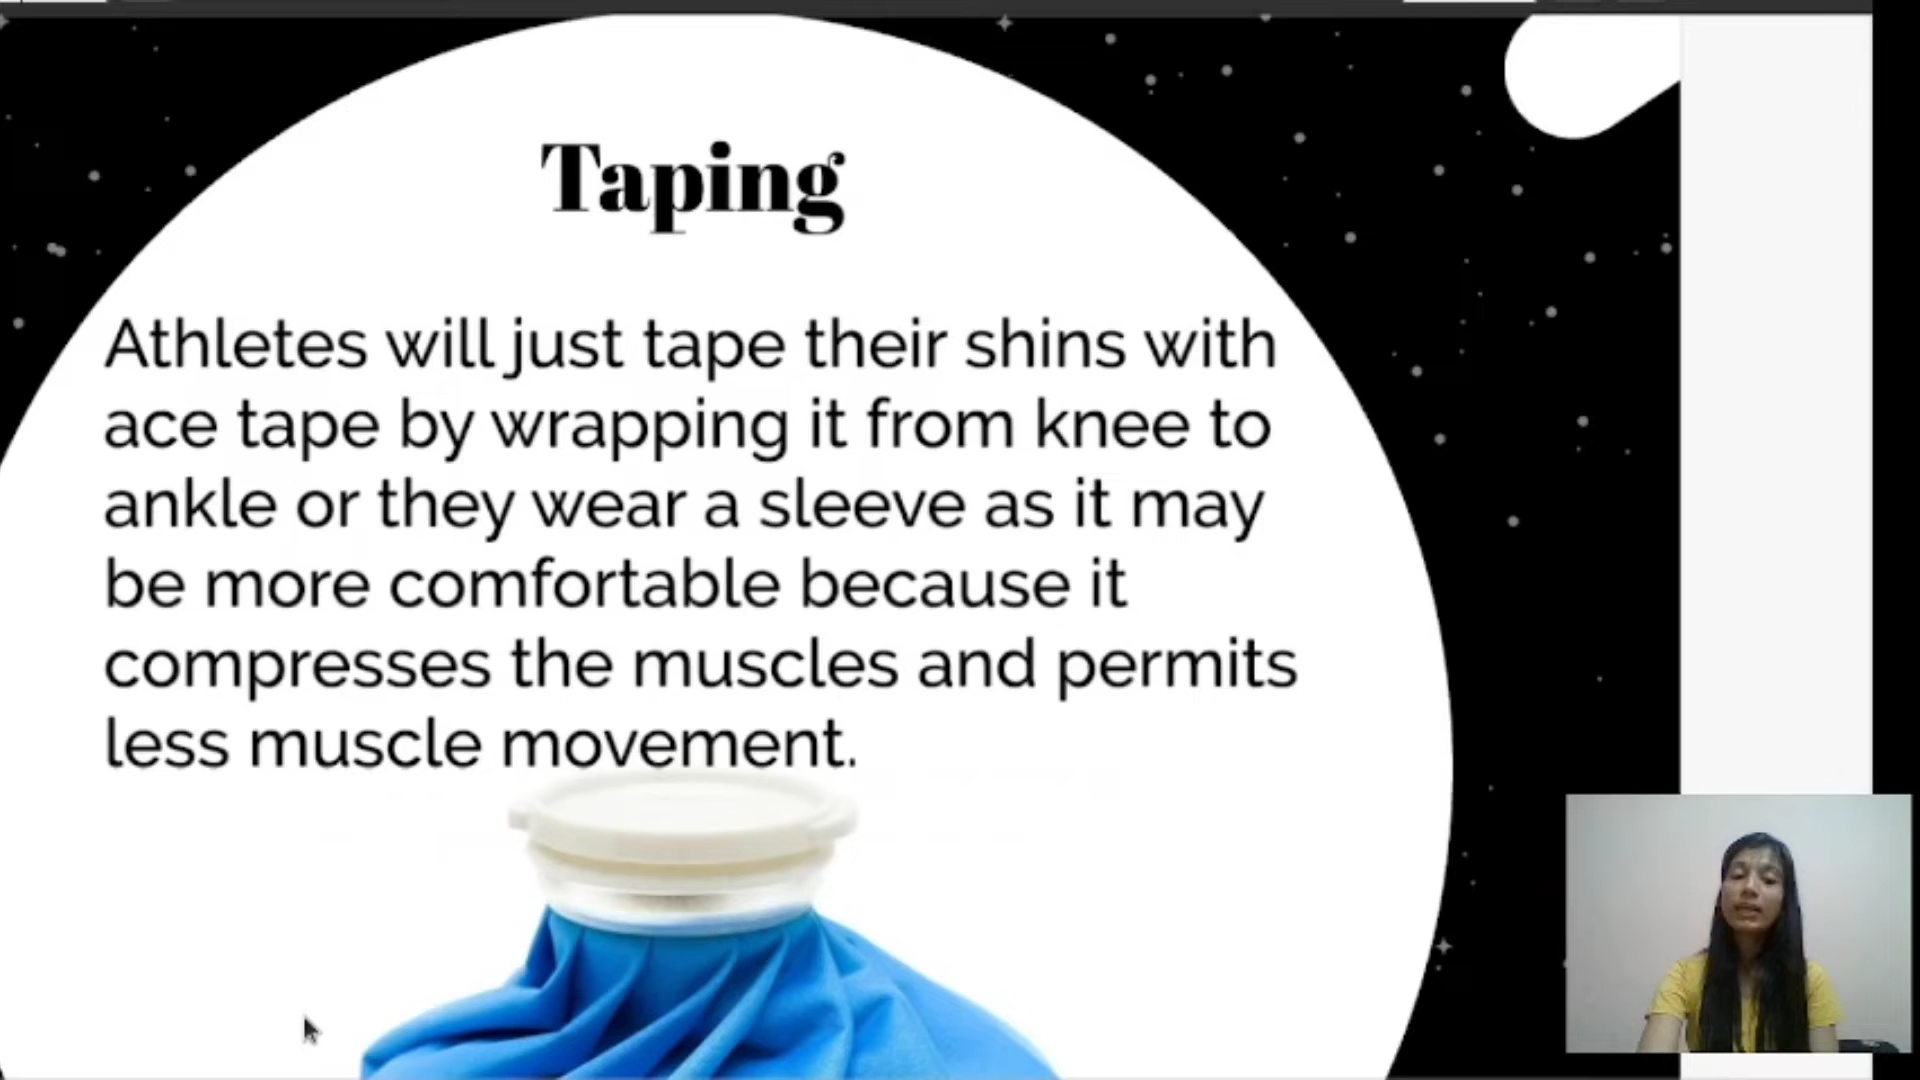 Taping
Athletes will just tape their shins with
ace tape by wrapping it from knee to
ankle or they wear a sleeve as it may
be more comfortable because it
compresses the muscles and permits
less muscle movement.